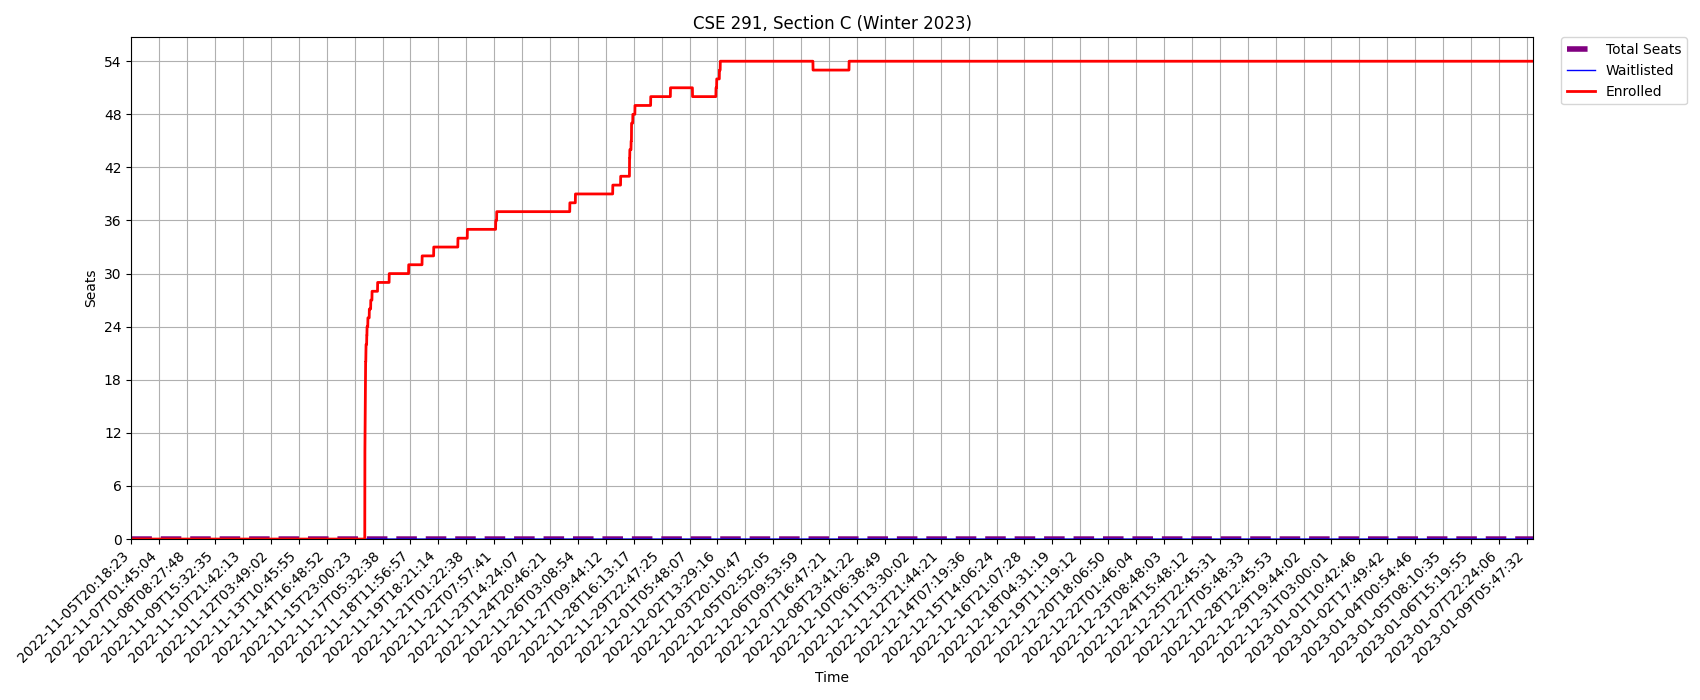 CSE 291, Section C (Winter 2023)
Total Seats
Waitlisted
Enrolled
54
48
42
36
30
24
18
12
6
0
Seats
2022-11-05T20:18:23
2022-11-07T01:45:04
2022-11-08T08:27:48
2022-11-09T15:32:35
2022-11-10T21:42:13
2022-11-12T03:49:02
2022-11-13T10:45:55
2022-11-14T16:48:52
2022-11-15T23:00:23
2022-11-17T05:32:38
2022-11-18T11:56:57
2022-11-19T18:21:14
2022-11-21T01:22:38
2022-11-22T07:57:41
2022-11-23T14:24:07
2022-11-24T20:46:21
2022-11-26T03:08:54
2022-11-27T09:44:12
2022-11-28T16:13:17
2022-11-29T22:47:25
2022-12-01T05:48:07
2022-12-02T13:29:16
2022-12-03T20:10:47
2022-12-05T02:52:05
2022-12-06T09:53:59
2022-12-07T16:47:21
2022-12-08T23:41:22
2022-12-10T06:38:49
2022-12-11T13:30:02
2022-12-12T21:44:21
2022-12-14T07:19:36
2022-12-15T14:06:24
2022-12-16T21:07:28
2022-12-18T04:31:19
2022-12-19T11:19:12
2022-12-20T18:06:50
2022-12-22T01:46:04
2022-12-23T08:48:03
2022-12-24T15:48:12
2022-12-25T22:45:31
2022-12-27T05:48:33
2022-12-28T12:45:53
2022-12-29T19:44:02
2022-12-31T03:00:01
2023-01-01T10:42:46
2023-01-02T17:49:42
2023-01-04T00:54:46
2023-01-05T08:10:35
2023-01-06T15:19:55
2023-01-07T22:24:06
2023-01-09T05:47:32
Time